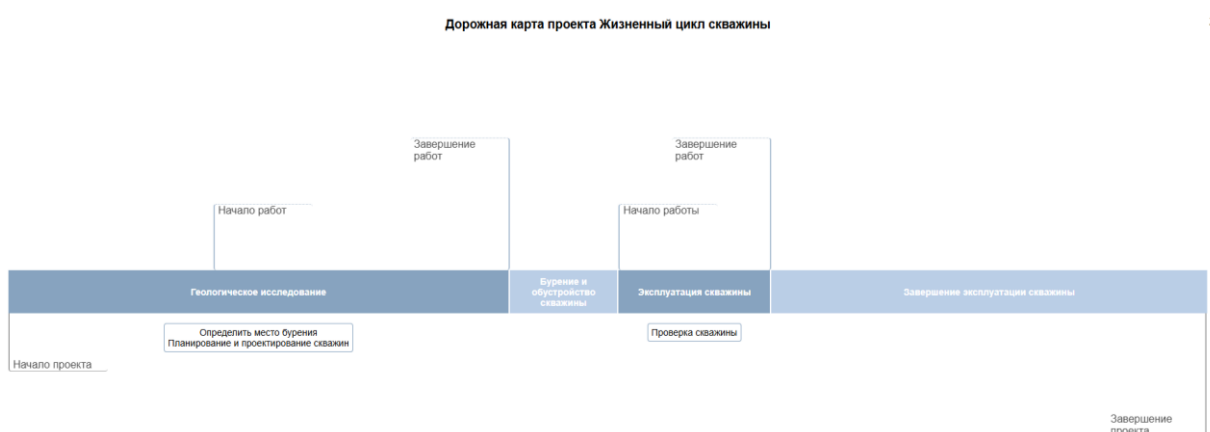 Дорожная карта проекта Жизненный цикл скважины
Завершение
работ
Завершение
работ
Начало работ
Начало работы
Геологическое исследование
Бурение и
обустройство
скважины
Эксплуатация скважины
Завершение эксплуатации скважины
Определить место бурения
Планирование и проектирование скважин
Проверка скважины
Начало проекта
Завершение
проекта